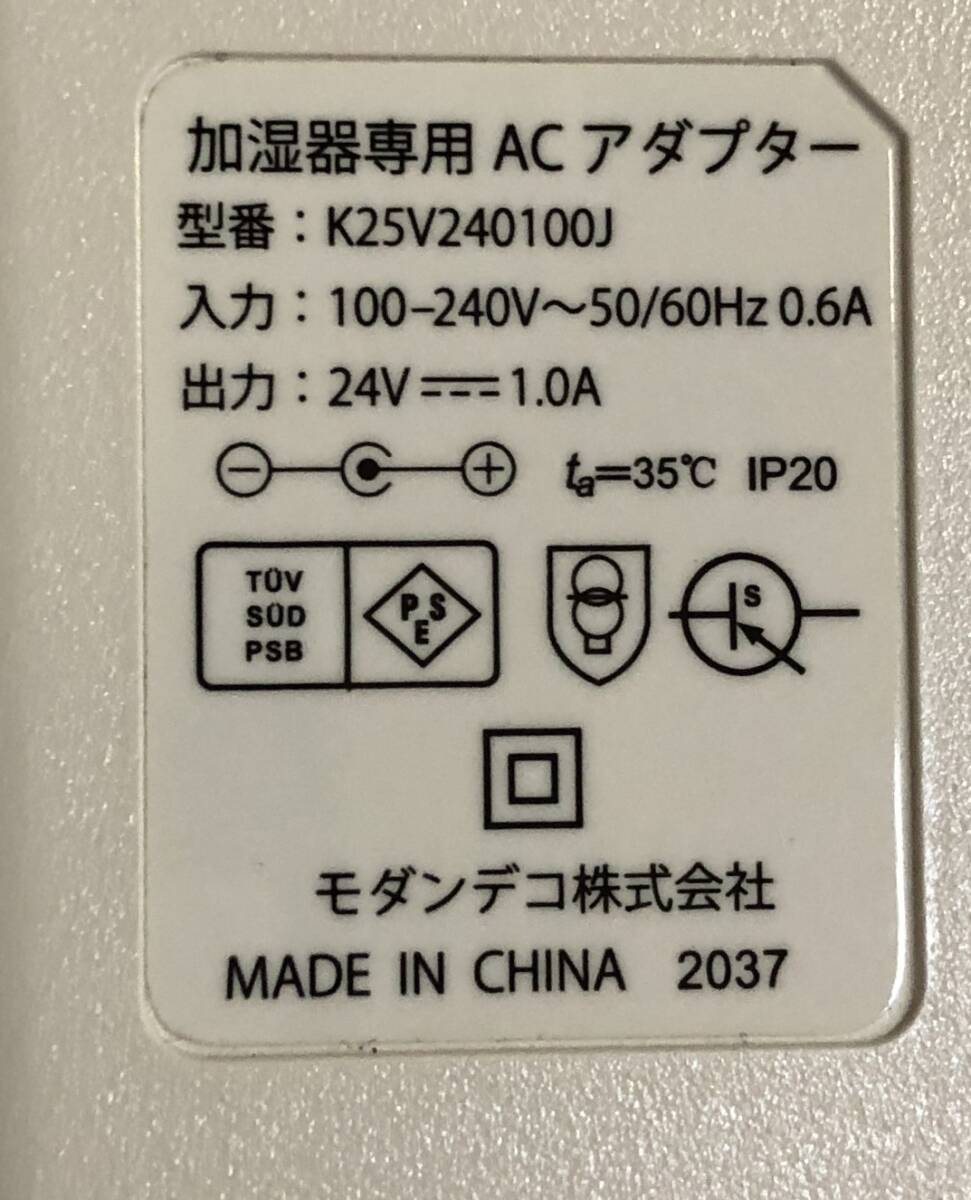 加湿器専用 AC アダプター
型番：K25V240100J
入力：100–240V～50/60Hz 0.6A
出力：24V⎓1.0A
ta=35℃ IP20
TÜV
SÜD
PSB
PSE
S
モダンデコ株式会社
MADE IN CHINA 2037